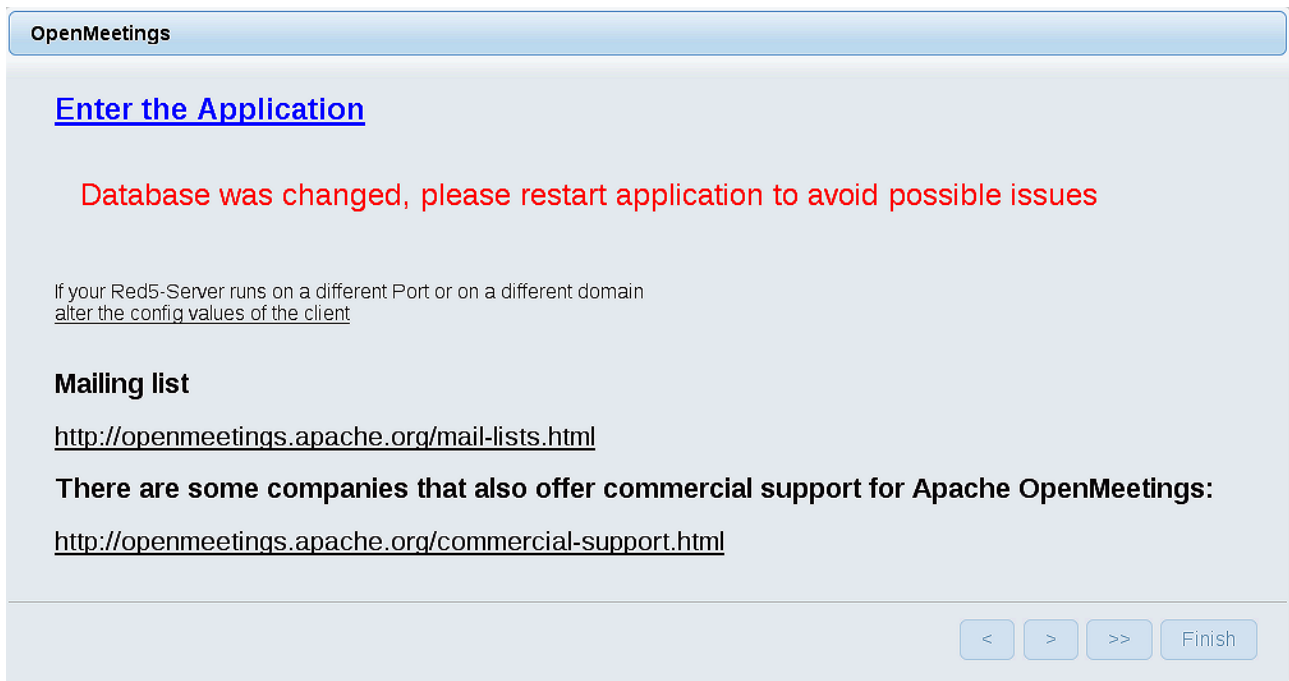 OpenMeetings
Enter the Application
Database was changed, please restart application to avoid possible issues
If your Red5-Server runs on a different Port or on a different domain
alter the config values of the client
Mailing list
http://openmeetings.apache.org/mail-lists.html
There are some companies that also offer commercial support for Apache OpenMeetings:
http://openmeetings.apache.org/commercial-support.html
< > >> Finish